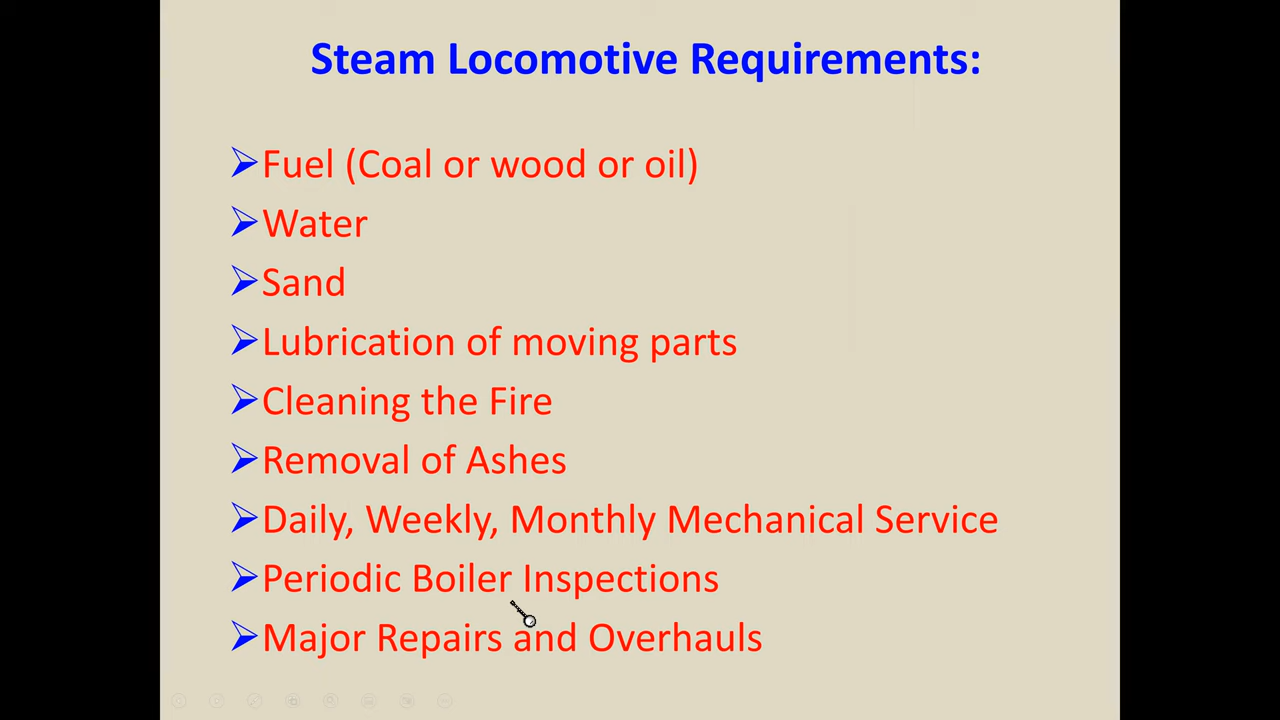 Steam Locomotive Requirements:
Fuel (Coal or wood or oil)
Water
Sand
Lubrication of moving parts
Cleaning the Fire
Removal of Ashes
Daily, Weekly, Monthly Mechanical Service
Periodic Boiler Inspections
Major Repairs and Overhauls